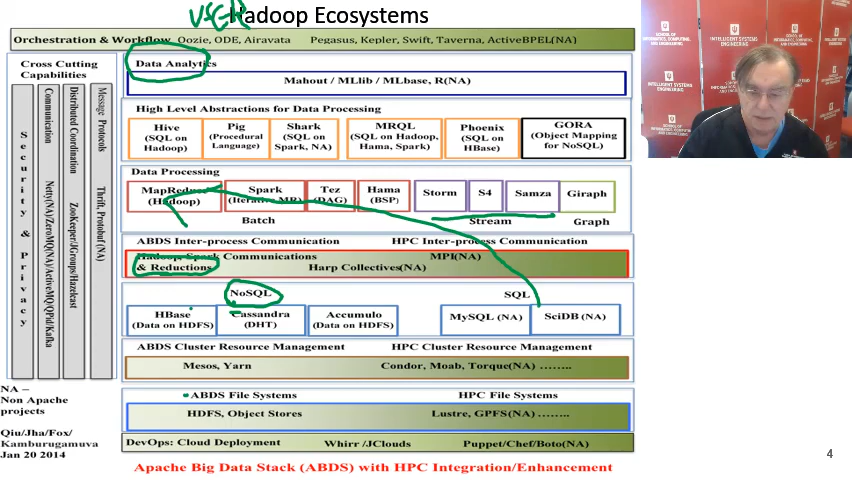 Hadoop Ecosystems
Orchestration & Workflow Oozie, ODE, Airavata Pegasus, Kepler, Swift, Taverna, ActiveBPEL(NA)
Cross Cutting
Capabilities
Security & Privacy
Communication Netty(NA)/ZeroMQ(NA)/ActiveMQ/Qpid/Kafka
Distributed Coordination ZooKeeper/JGroups/Hazelcast
Message Protocols Thrift, Protobuf (NA)
Data Analytics
Mahout / MLlib / MLbase, R(NA)
High Level Abstractions for Data Processing
Hive
(SQL on
Hadoop)
Pig
(Procedural
Language)
Shark
(SQL on
Spark, NA)
MRQL
(SQL on Hadoop,
Hama, Spark)
Phoenix
(SQL on
HBase)
GORA
(Object Mapping
for NoSQL)
Data Processing
MapReduce
(Hadoop)
Spark
(Iterative MR)
Tez
(DAG)
Hama
(BSP)
Storm
S4
Samza
Giraph
Batch
Stream
Graph
ABDS Inter-process Communication HPC Inter-process Communication
Hadoop, Spark Communications MPI(NA)
& Reductions Harp Collectives(NA)
NoSQL SQL
HBase
(Data on HDFS)
Cassandra
(DHT)
Accumulo
(Data on HDFS)
MySQL (NA)
SciDB (NA)
ABDS Cluster Resource Management HPC Cluster Resource Management
Mesos, Yarn Condor, Moab, Torque(NA) ……..
ABDS File Systems HPC File Systems
HDFS, Object Stores Lustre, GPFS(NA) ……..
DevOps: Cloud Deployment Whirr /JClouds Puppet/Chef/Boto(NA)
NA –
Non Apache
projects
Qiu/Jha/Fox/
Kamburugamuva
Jan 20 2014
Apache Big Data Stack (ABDS) with HPC Integration/Enhancement
4
INTELLIGENT SYSTEMS
ENGINEERING